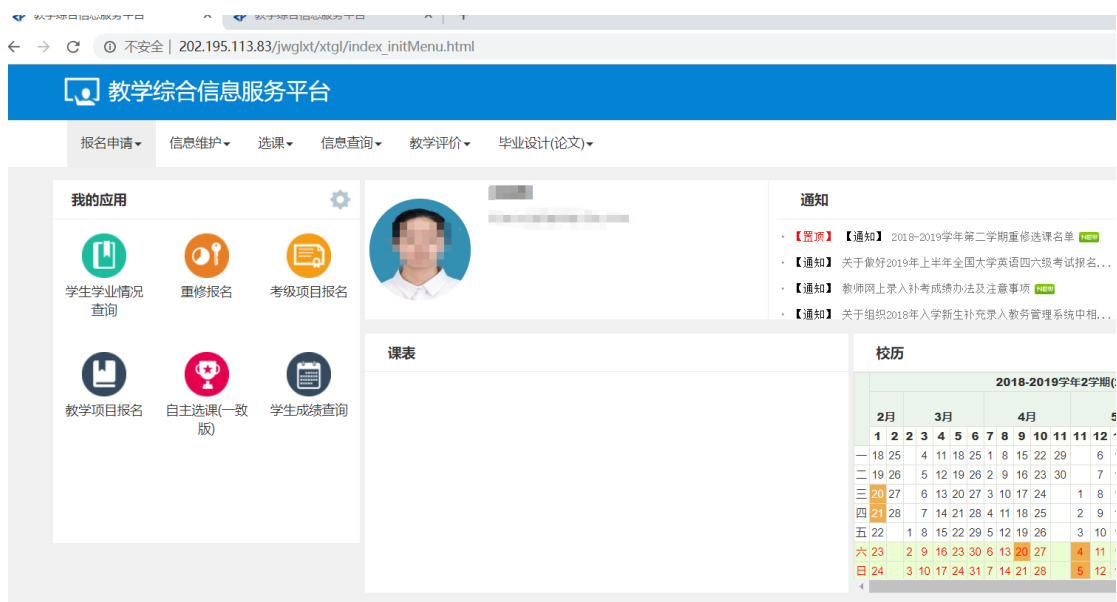 教学综合信息服务平台
教学综合信息服务平台
不安全 | 202.195.113.83/jwglxt/xtgl/index_initMenu.html
教学综合信息服务平台
报名申请 信息维护 选课 信息查询 教学评价 毕业设计(论文)
我的应用
学生学业情况
查询
重修报名
考级项目报名
教学项目报名
自主选课(一致
版)
学生成绩查询
通知
【置顶】【通知】 2018-2019学年第二学期重修选课名单 NEW
【通知】 关于做好2019年上半年全国大学英语四六级考试报名...
【通知】 教师网上录入补考成绩办法及注意事项 NEW
【通知】 关于组织2018年入学新生补充录入教务管理系统中相...
课表
校历
2018-2019学年2学期(
2月 3月 4月 5
1 2 2 3 4 5 6 7 8 9 10 11 11 12
一 18 25 4 11 18 25 1 8 15 22 29 6
二 19 26 5 12 19 26 2 9 16 23 30 7
三 20 27 6 13 20 27 3 10 17 24 1 8
四 21 28 7 14 21 28 4 11 18 25 2 9
五 22 1 8 15 22 29 5 12 19 26 3 10
六 23 2 9 16 23 30 6 13 20 27 4 11
日 24 3 10 17 24 31 7 14 21 28 5 12